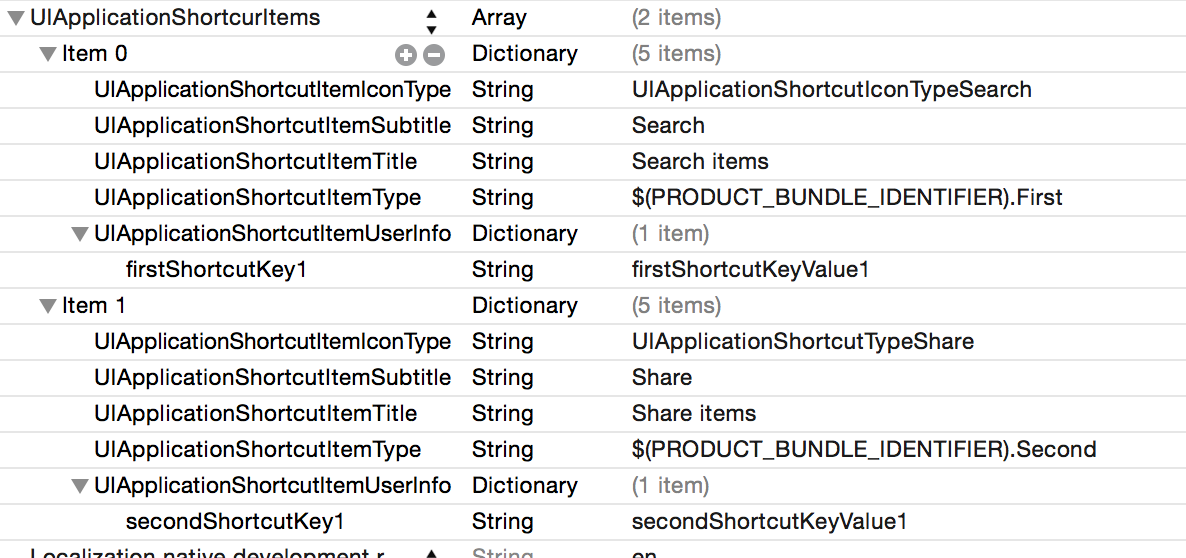 UIApplicationShortcurItems Array (2 items)
Item 0 Dictionary (5 items)
UIApplicationShortcutItemIconType String UIApplicationShortcutIconTypeSearch
UIApplicationShortcutItemSubtitle String Search
UIApplicationShortcutItemTitle String Search items
UIApplicationShortcutItemType String $(PRODUCT_BUNDLE_IDENTIFIER).First
UIApplicationShortcutItemUserInfo Dictionary (1 item)
firstShortcutKey1 String firstShortcutKeyValue1
Item 1 Dictionary (5 items)
UIApplicationShortcutItemIconType String UIApplicationShortcutTypeShare
UIApplicationShortcutItemSubtitle String Share
UIApplicationShortcutItemTitle String Share items
UIApplicationShortcutItemType String $(PRODUCT_BUNDLE_IDENTIFIER).Second
UIApplicationShortcutItemUserInfo Dictionary (1 item)
secondShortcutKey1 String secondShortcutKeyValue1
Localization native development r String en